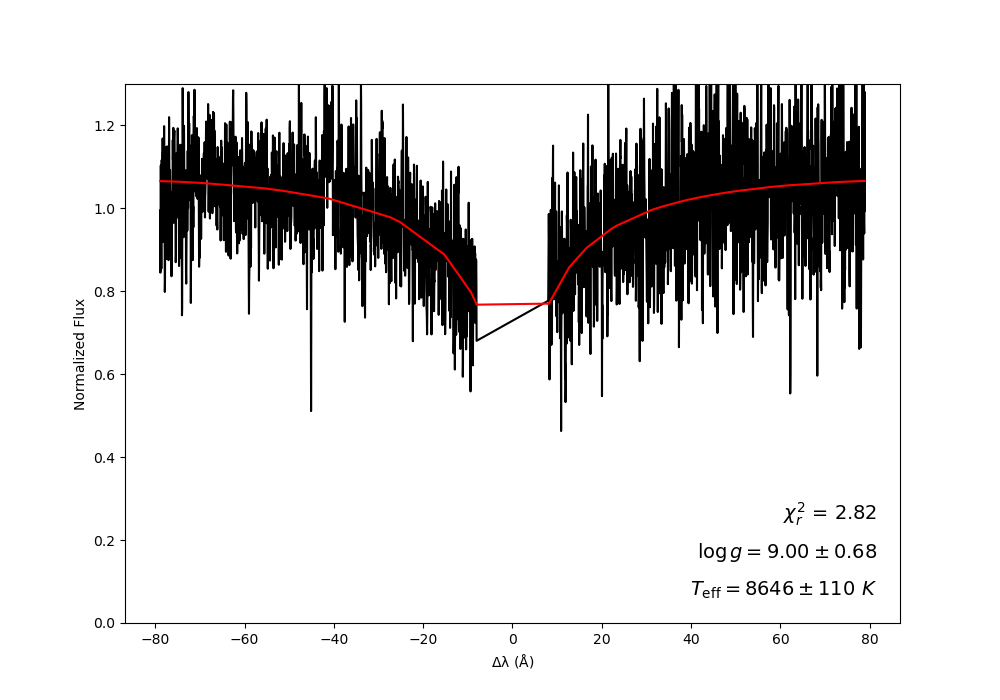 1.2
1.0
0.8
0.6
0.4
0.2
0.0
Normalized Flux
χ²ᵣ = 2.82
log g = 9.00 ± 0.68
T_eff = 8646 ± 110 K
−80 −60 −40 −20 0 20 40 60 80
Δλ (Å)